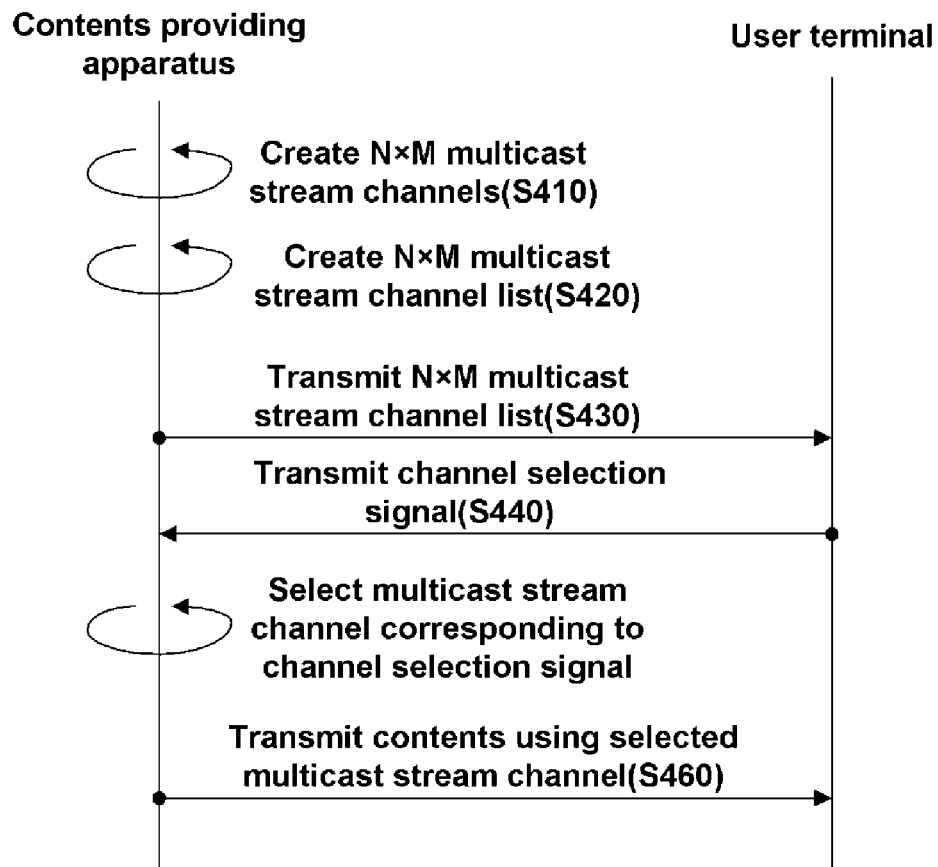 Contents providing
apparatus
User terminal
Create N×M multicast
stream channels(S410)
Create N×M multicast
stream channel list(S420)
Transmit N×M multicast
stream channel list(S430)
Transmit channel selection
signal(S440)
Select multicast stream
channel corresponding to
channel selection signal
Transmit contents using selected
multicast stream channel(S460)